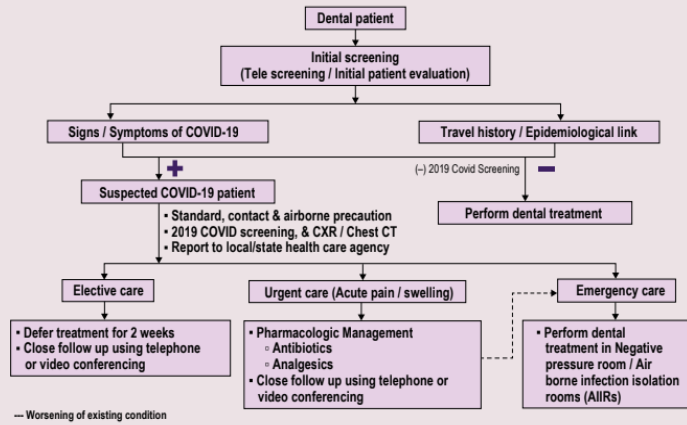 Dental patient
Initial screening
(Tele screening / Initial patient evaluation)
Signs / Symptoms of COVID-19
Travel history / Epidemiological link
+
(–) 2019 Covid Screening
–
Suspected COVID-19 patient
Perform dental treatment
▪ Standard, contact & airborne precaution
▪ 2019 COVID screening, & CXR / Chest CT
▪ Report to local/state health care agency
Elective care
Urgent care (Acute pain / swelling)
Emergency care
▪ Defer treatment for 2 weeks
▪ Close follow up using telephone
or video conferencing
▪ Pharmacologic Management
▫ Antibiotics
▫ Analgesics
▪ Close follow up using telephone or
video conferencing
▪ Perform dental
treatment in Negative
pressure room / Air
borne infection isolation
rooms (AIIRs)
--- Worsening of existing condition